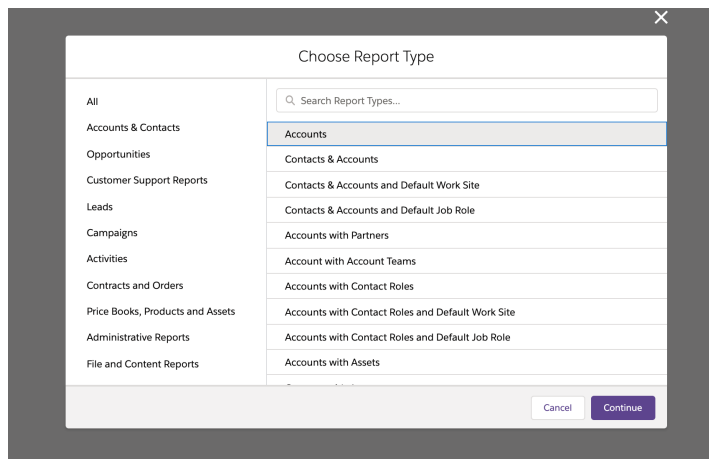 Choose Report Type
All
Accounts & Contacts
Opportunities
Customer Support Reports
Leads
Campaigns
Activities
Contracts and Orders
Price Books, Products and Assets
Administrative Reports
File and Content Reports
Search Report Types...
Accounts
Contacts & Accounts
Contacts & Accounts and Default Work Site
Contacts & Accounts and Default Job Role
Accounts with Partners
Account with Account Teams
Accounts with Contact Roles
Accounts with Contact Roles and Default Work Site
Accounts with Contact Roles and Default Job Role
Accounts with Assets
Cancel
Continue